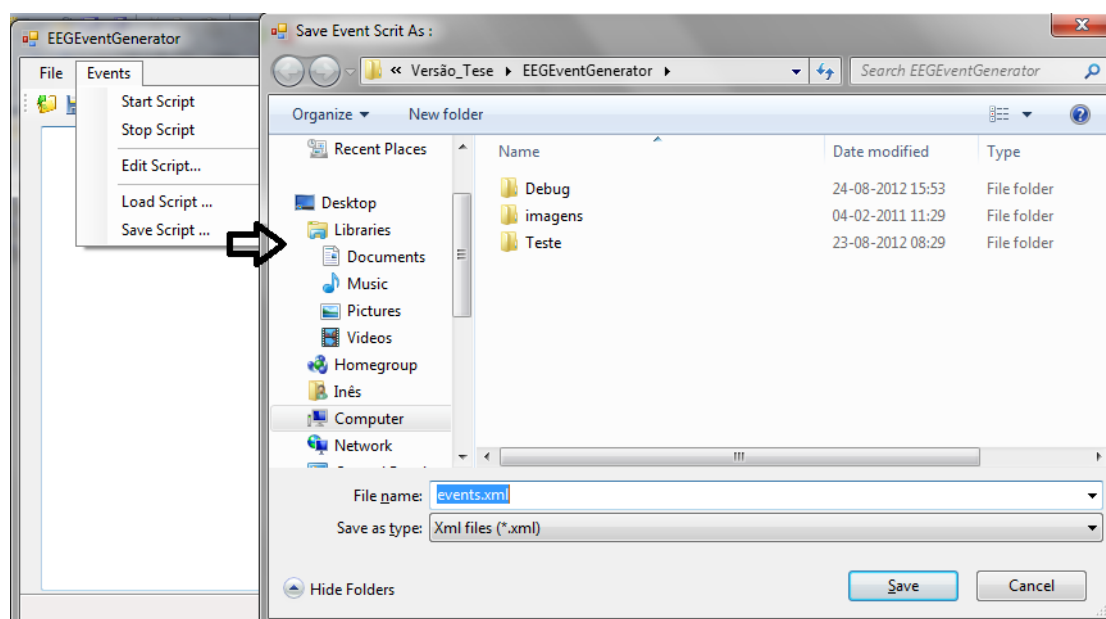 EEGEventGenerator
File Events
Start Script
Stop Script
Edit Script...
Load Script ...
Save Script ...
Save Event Scrit As :
« Versão_Tese EEGEventGenerator
Search EEGEventGenerator
Organize New folder
Recent Places
Desktop
Libraries
Documents
Music
Pictures
Videos
Homegroup
Inês
Computer
Network
Name Date modified Type
Debug 24-08-2012 15:53 File folder
imagens 04-02-2011 11:29 File folder
Teste 23-08-2012 08:29 File folder
File name: events.xml
Save as type: Xml files (*.xml)
Hide Folders Save Cancel